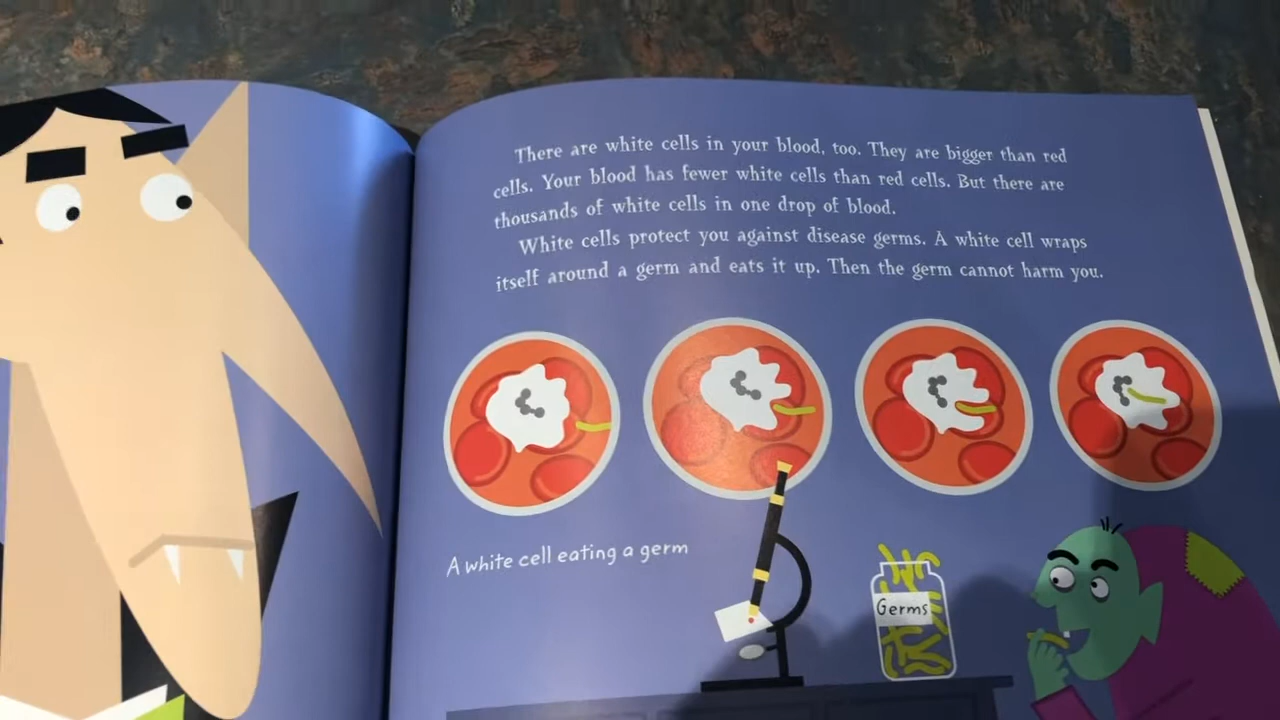 There are white cells in your blood, too. They are bigger than red
cells. Your blood has fewer white cells than red cells. But there are
thousands of white cells in one drop of blood.
White cells protect you against disease germs. A white cell wraps
itself around a germ and eats it up. Then the germ cannot harm you.
A white cell eating a germ
Germs